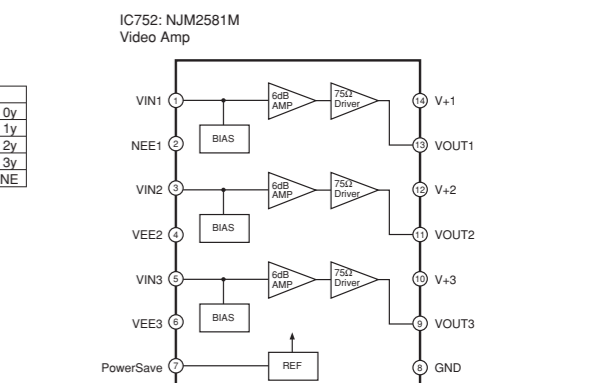 IC752: NJM2581M
Video Amp
0y
1y
2y
3y
NE
VIN1 1 6dB AMP 75Ω Driver 14 V+1
NEE1 2 BIAS 13 VOUT1
VIN2 3 6dB AMP 75Ω Driver 12 V+2
VEE2 4 BIAS 11 VOUT2
VIN3 5 6dB AMP 75Ω Driver 10 V+3
VEE3 6 BIAS 9 VOUT3
PowerSave 7 REF 8 GND